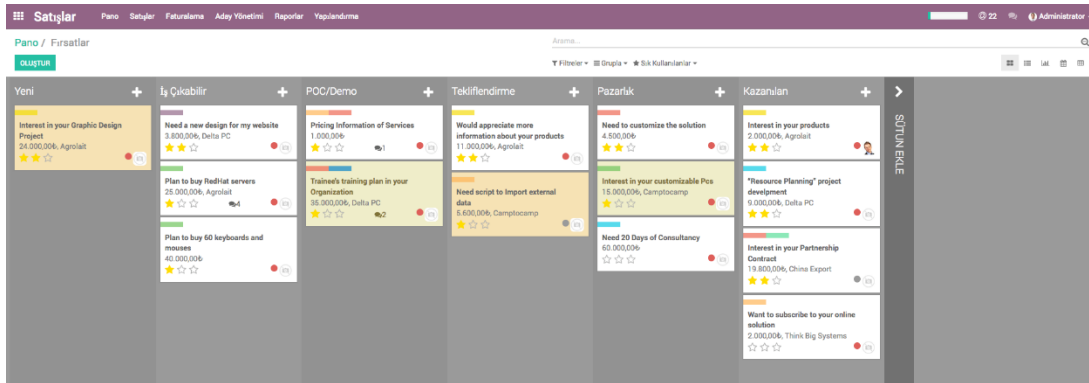 Satışlar
Pano Satışlar Faturalama Aday Yönetimi Raporlar Yapılandırma
22
Administrator
Pano / Fırsatlar
Arama...
OLUŞTUR
Filtreler Grupla Sık Kullanılanlar
Yeni
Interest in your Graphic Design
Project
24.000,00₺, Agrolait
İş Çıkabilir
Need a new design for my website
3.800,00₺, Delta PC
Plan to buy RedHat servers
25.000,00₺, Agrolait
4
Plan to buy 60 keyboards and
mouses
40.000,00₺
POC/Demo
Pricing Information of Services
1.000,00₺
1
Trainee's training plan in your
Organization
35.000,00₺, Delta PC
2
Tekliflendirme
Would appreciate more
information about your products
11.000,00₺, Agrolait
Need script to Import external
data
5.600,00₺, Camptocamp
Pazarlık
Need to customize the solution
4.500,00₺
Interest in your customizable Pcs
15.000,00₺, Camptocamp
Need 20 Days of Consultancy
60.000,00₺
Kazanılan
Interest in your products
2.000,00₺, Agrolait
"Resource Planning" project
develpment
9.000,00₺, Delta PC
Interest in your Partnership
Contract
19.800,00₺, China Export
Want to subscribe to your online
solution
2.000,00₺, Think Big Systems
SÜTUN EKLE